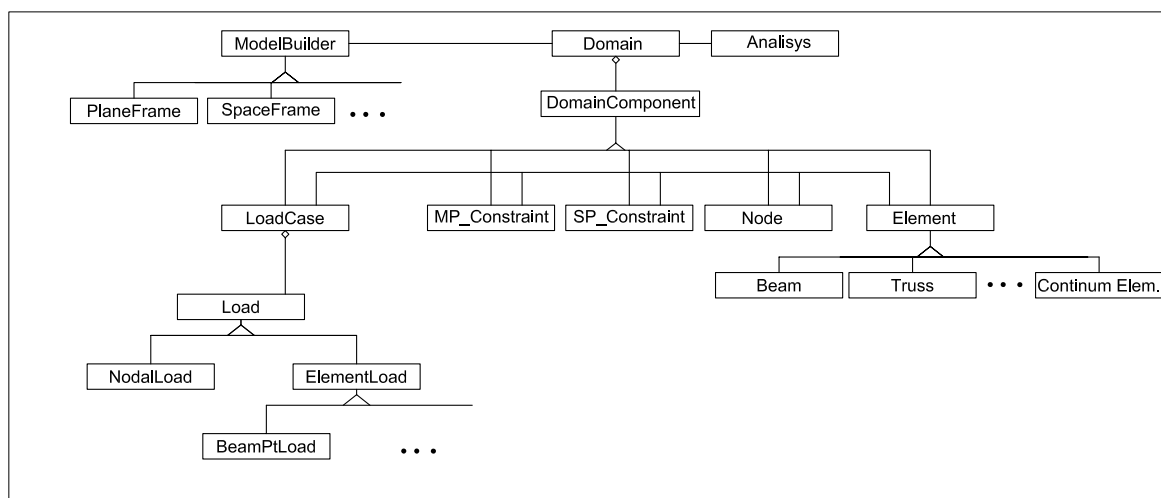 ModelBuilder
Domain
Analisys
PlaneFrame
SpaceFrame
• • •
DomainComponent
LoadCase
MP_Constraint
SP_Constraint
Node
Element
Beam
Truss
• • •
Continum Elem.
Load
NodalLoad
ElementLoad
BeamPtLoad
• • •